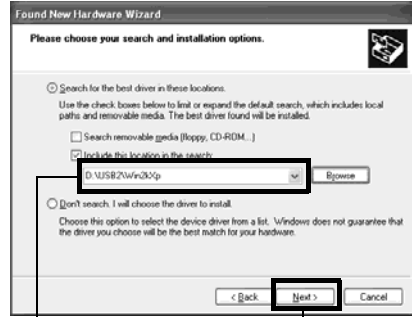 Found New Hardware Wizard
Please choose your search and installation options.
Search for the best driver in these locations.
Use the check boxes below to limit or expand the default search, which includes local
paths and removable media. The best driver found will be installed.
Search removable media (floppy, CD-ROM...)
Include this location in the search:
D:\USB2\Win2kXp
Browse
Don't search. I will choose the driver to install.
Choose this option to select the device driver from a list. Windows does not guarantee that
the driver you choose will be the best match for your hardware.
< Back
Next >
Cancel